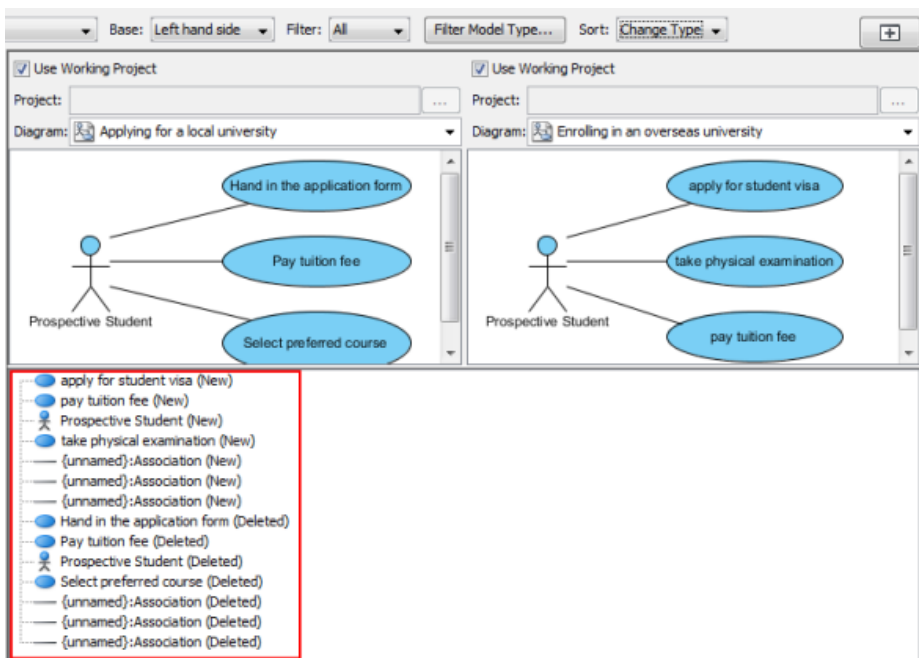 Base: Left hand side Filter: All Filter Model Type... Sort: Change Type
Use Working Project
Project: ...
Diagram: Applying for a local university
Hand in the application form
Pay tuition fee
Select preferred course
Prospective Student
Use Working Project
Project: ...
Diagram: Enrolling in an overseas university
apply for student visa
take physical examination
pay tuition fee
Prospective Student
apply for student visa (New)
pay tuition fee (New)
Prospective Student (New)
take physical examination (New)
{unnamed}:Association (New)
{unnamed}:Association (New)
{unnamed}:Association (New)
Hand in the application form (Deleted)
Pay tuition fee (Deleted)
Prospective Student (Deleted)
Select preferred course (Deleted)
{unnamed}:Association (Deleted)
{unnamed}:Association (Deleted)
{unnamed}:Association (Deleted)